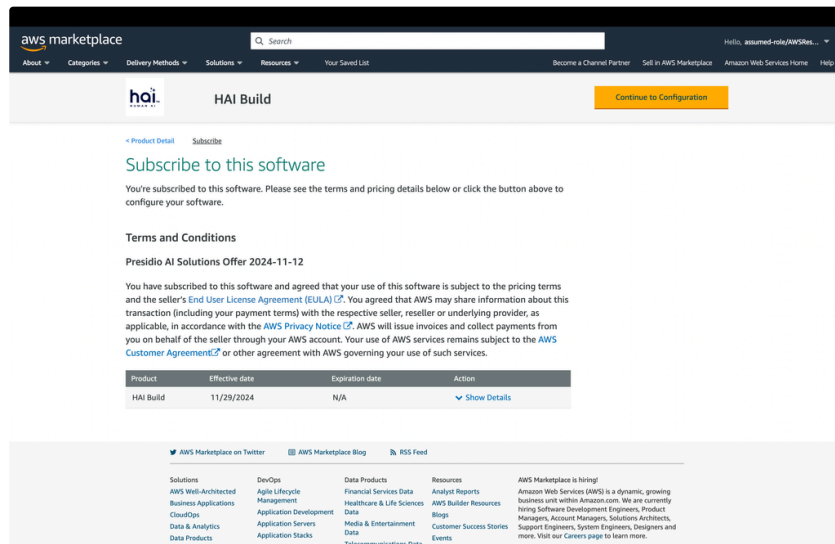 aws marketplace
Search
Hello, assumed-role/AWSRes...
About
Categories
Delivery Methods
Solutions
Resources
Your Saved List
Become a Channel Partner
Sell in AWS Marketplace
Amazon Web Services Home
Help
hai
HUMAN AI
HAI Build
Continue to Configuration
< Product Detail
Subscribe
Subscribe to this software
You're subscribed to this software. Please see the terms and pricing details below or click the button above to
configure your software.
Terms and Conditions
Presidio AI Solutions Offer 2024-11-12
You have subscribed to this software and agreed that your use of this software is subject to the pricing terms
and the seller's End User License Agreement (EULA). You agreed that AWS may share information about this
transaction (including your payment terms) with the respective seller, reseller or underlying provider, as
applicable, in accordance with the AWS Privacy Notice. AWS will issue invoices and collect payments from
you on behalf of the seller through your AWS account. Your use of AWS services remains subject to the AWS
Customer Agreement or other agreement with AWS governing your use of such services.
Product Effective date Expiration date Action
HAI Build 11/29/2024 N/A Show Details
AWS Marketplace on Twitter
AWS Marketplace Blog
RSS Feed
Solutions
AWS Well-Architected
Business Applications
CloudOps
Data & Analytics
Data Products
DevOps
Agile Lifecycle
Management
Application Development
Application Servers
Application Stacks
Data Products
Financial Services Data
Healthcare & Life Sciences
Data
Media & Entertainment
Data
Telecommunications Data
Resources
Analyst Reports
AWS Builder Resources
Blogs
Customer Success Stories
Events
AWS Marketplace is hiring!
Amazon Web Services (AWS) is a dynamic, growing
business unit within Amazon.com. We are currently
hiring Software Development Engineers, Product
Managers, Account Managers, Solutions Architects,
Support Engineers, System Engineers, Designers and
more. Visit our Careers page to learn more.